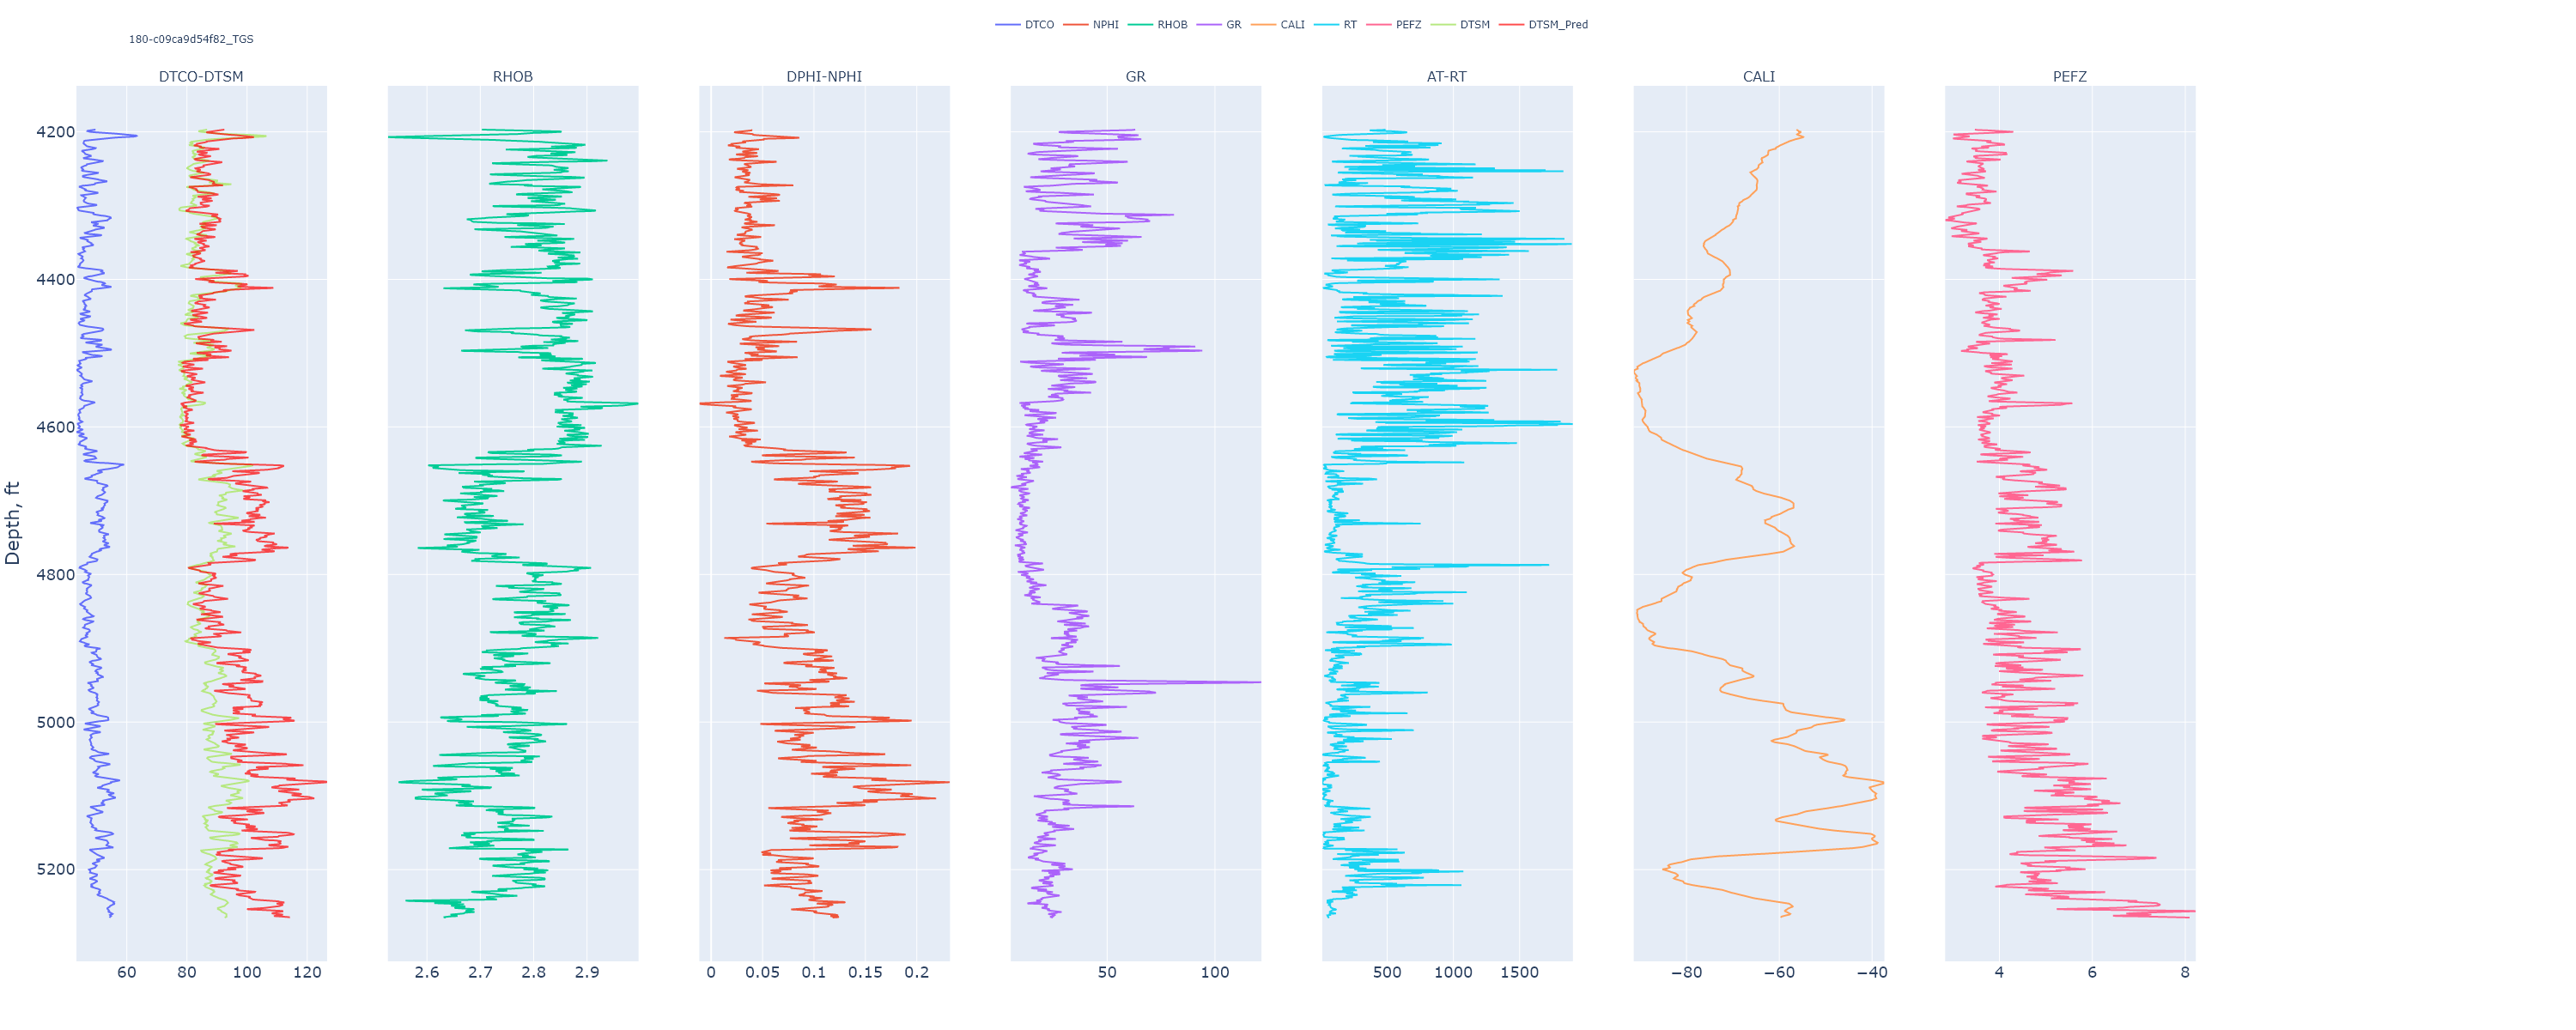 DTCO NPHI RHOB GR CALI RT PEFZ DTSM DTSM_Pred
180-c09ca9d54f82_TGS
DTCO-DTSM RHOB DPHI-NPHI GR AT-RT CALI PEFZ
4200
4400
4600
Depth, ft
4800
5000
5200
60 80 100 120 2.6 2.7 2.8 2.9 0 0.05 0.1 0.15 0.2 50 100 500 1000 1500 −80 −60 −40 4 6 8